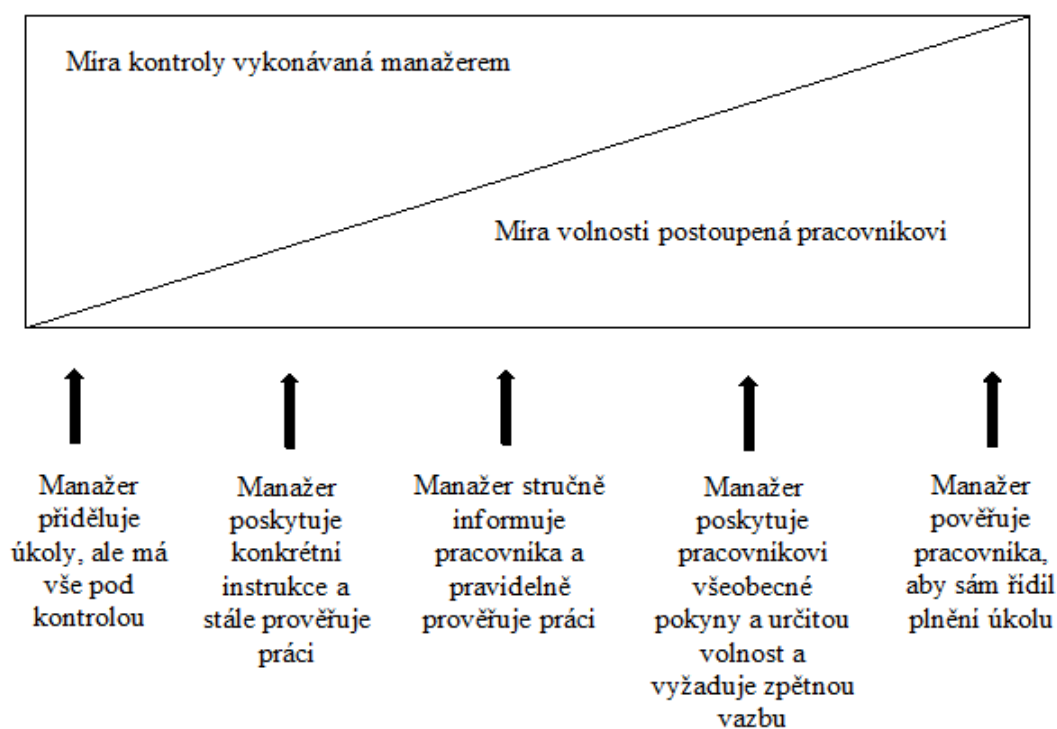 Míra kontroly vykonávaná manažerem
Míra volnosti postoupená pracovníkovi
Manažer
přiděluje
úkoly, ale má
vše pod
kontrolou
Manažer
poskytuje
konkrétní
instrukce a
stále prověřuje
práci
Manažer stručně
informuje
pracovníka a
pravidelně
prověřuje práci
Manažer
poskytuje
pracovníkovi
všeobecné
pokyny a určitou
volnost a
vyžaduje zpětnou
vazbu
Manažer
pověřuje
pracovníka,
aby sám řídil
plnění úkolu